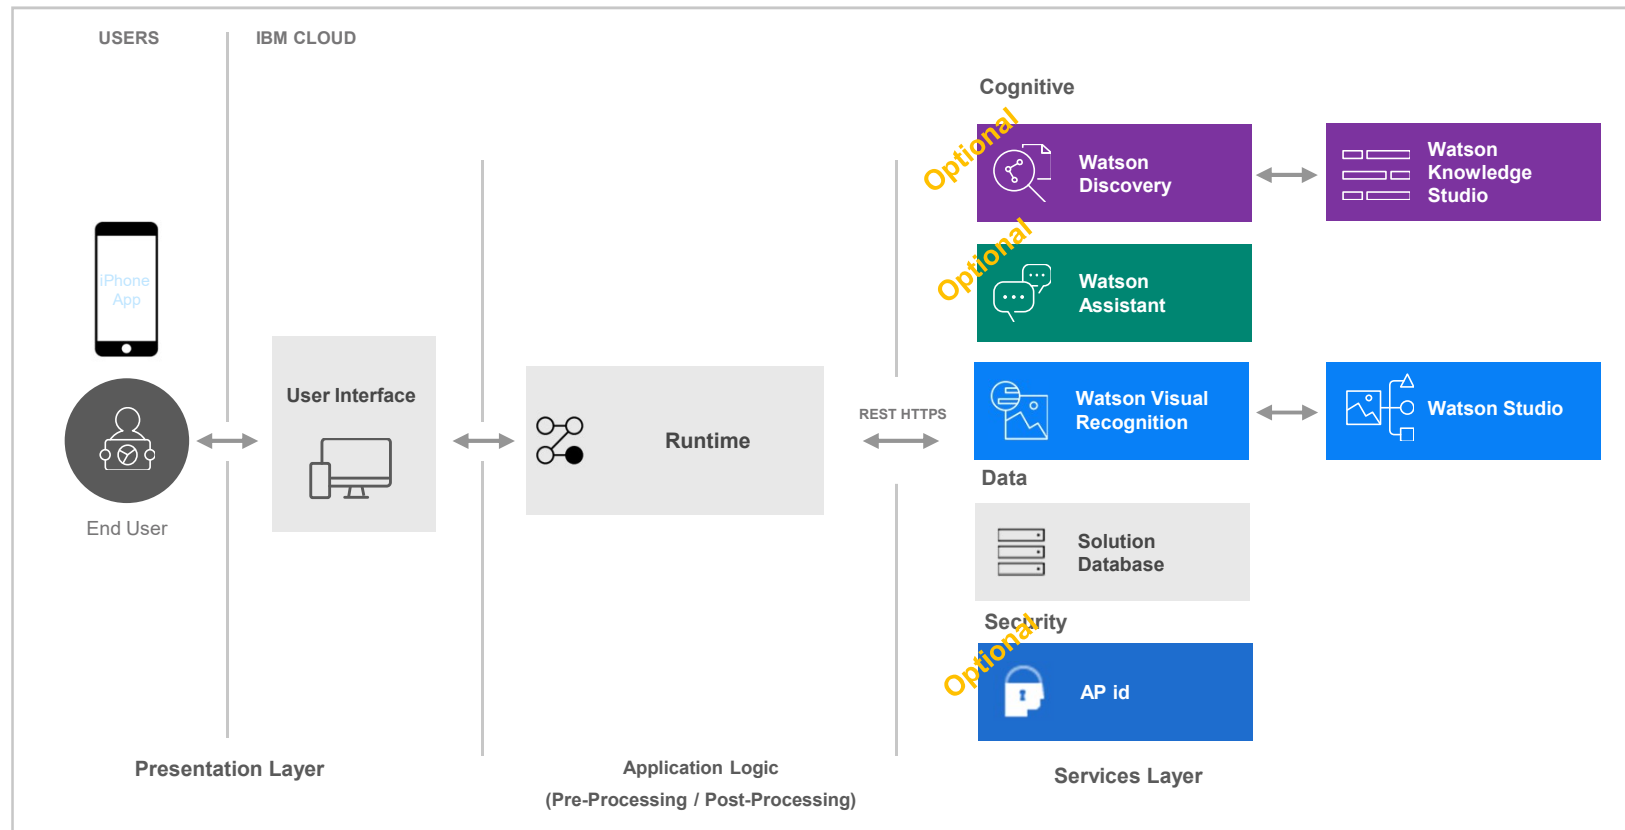 USERS
IBM CLOUD
Cognitive
Optional
Watson
Discovery
Watson
Knowledge
Studio
Optional
Watson
Assistant
iPhone
App
User Interface
Runtime
REST HTTPS
Watson Visual
Recognition
Watson Studio
End User
Data
Solution
Database
Security
Optional
AP id
Presentation Layer
Application Logic
(Pre-Processing / Post-Processing)
Services Layer